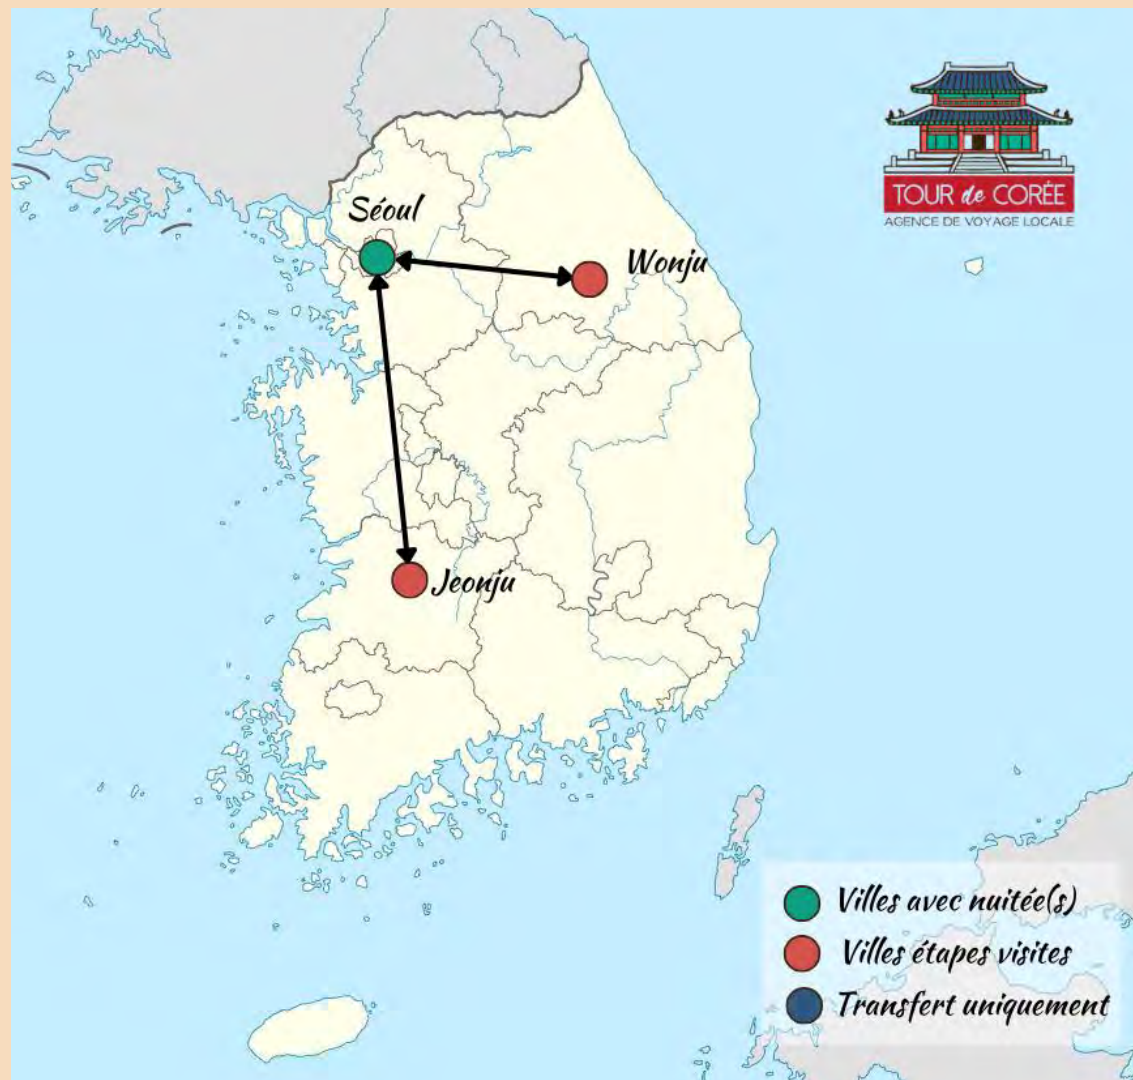 TOUR de CORÉE
AGENCE DE VOYAGE LOCALE
Séoul
Wonju
Jeonju
Villes avec nuitée(s)
Villes étapes visites
Transfert uniquement